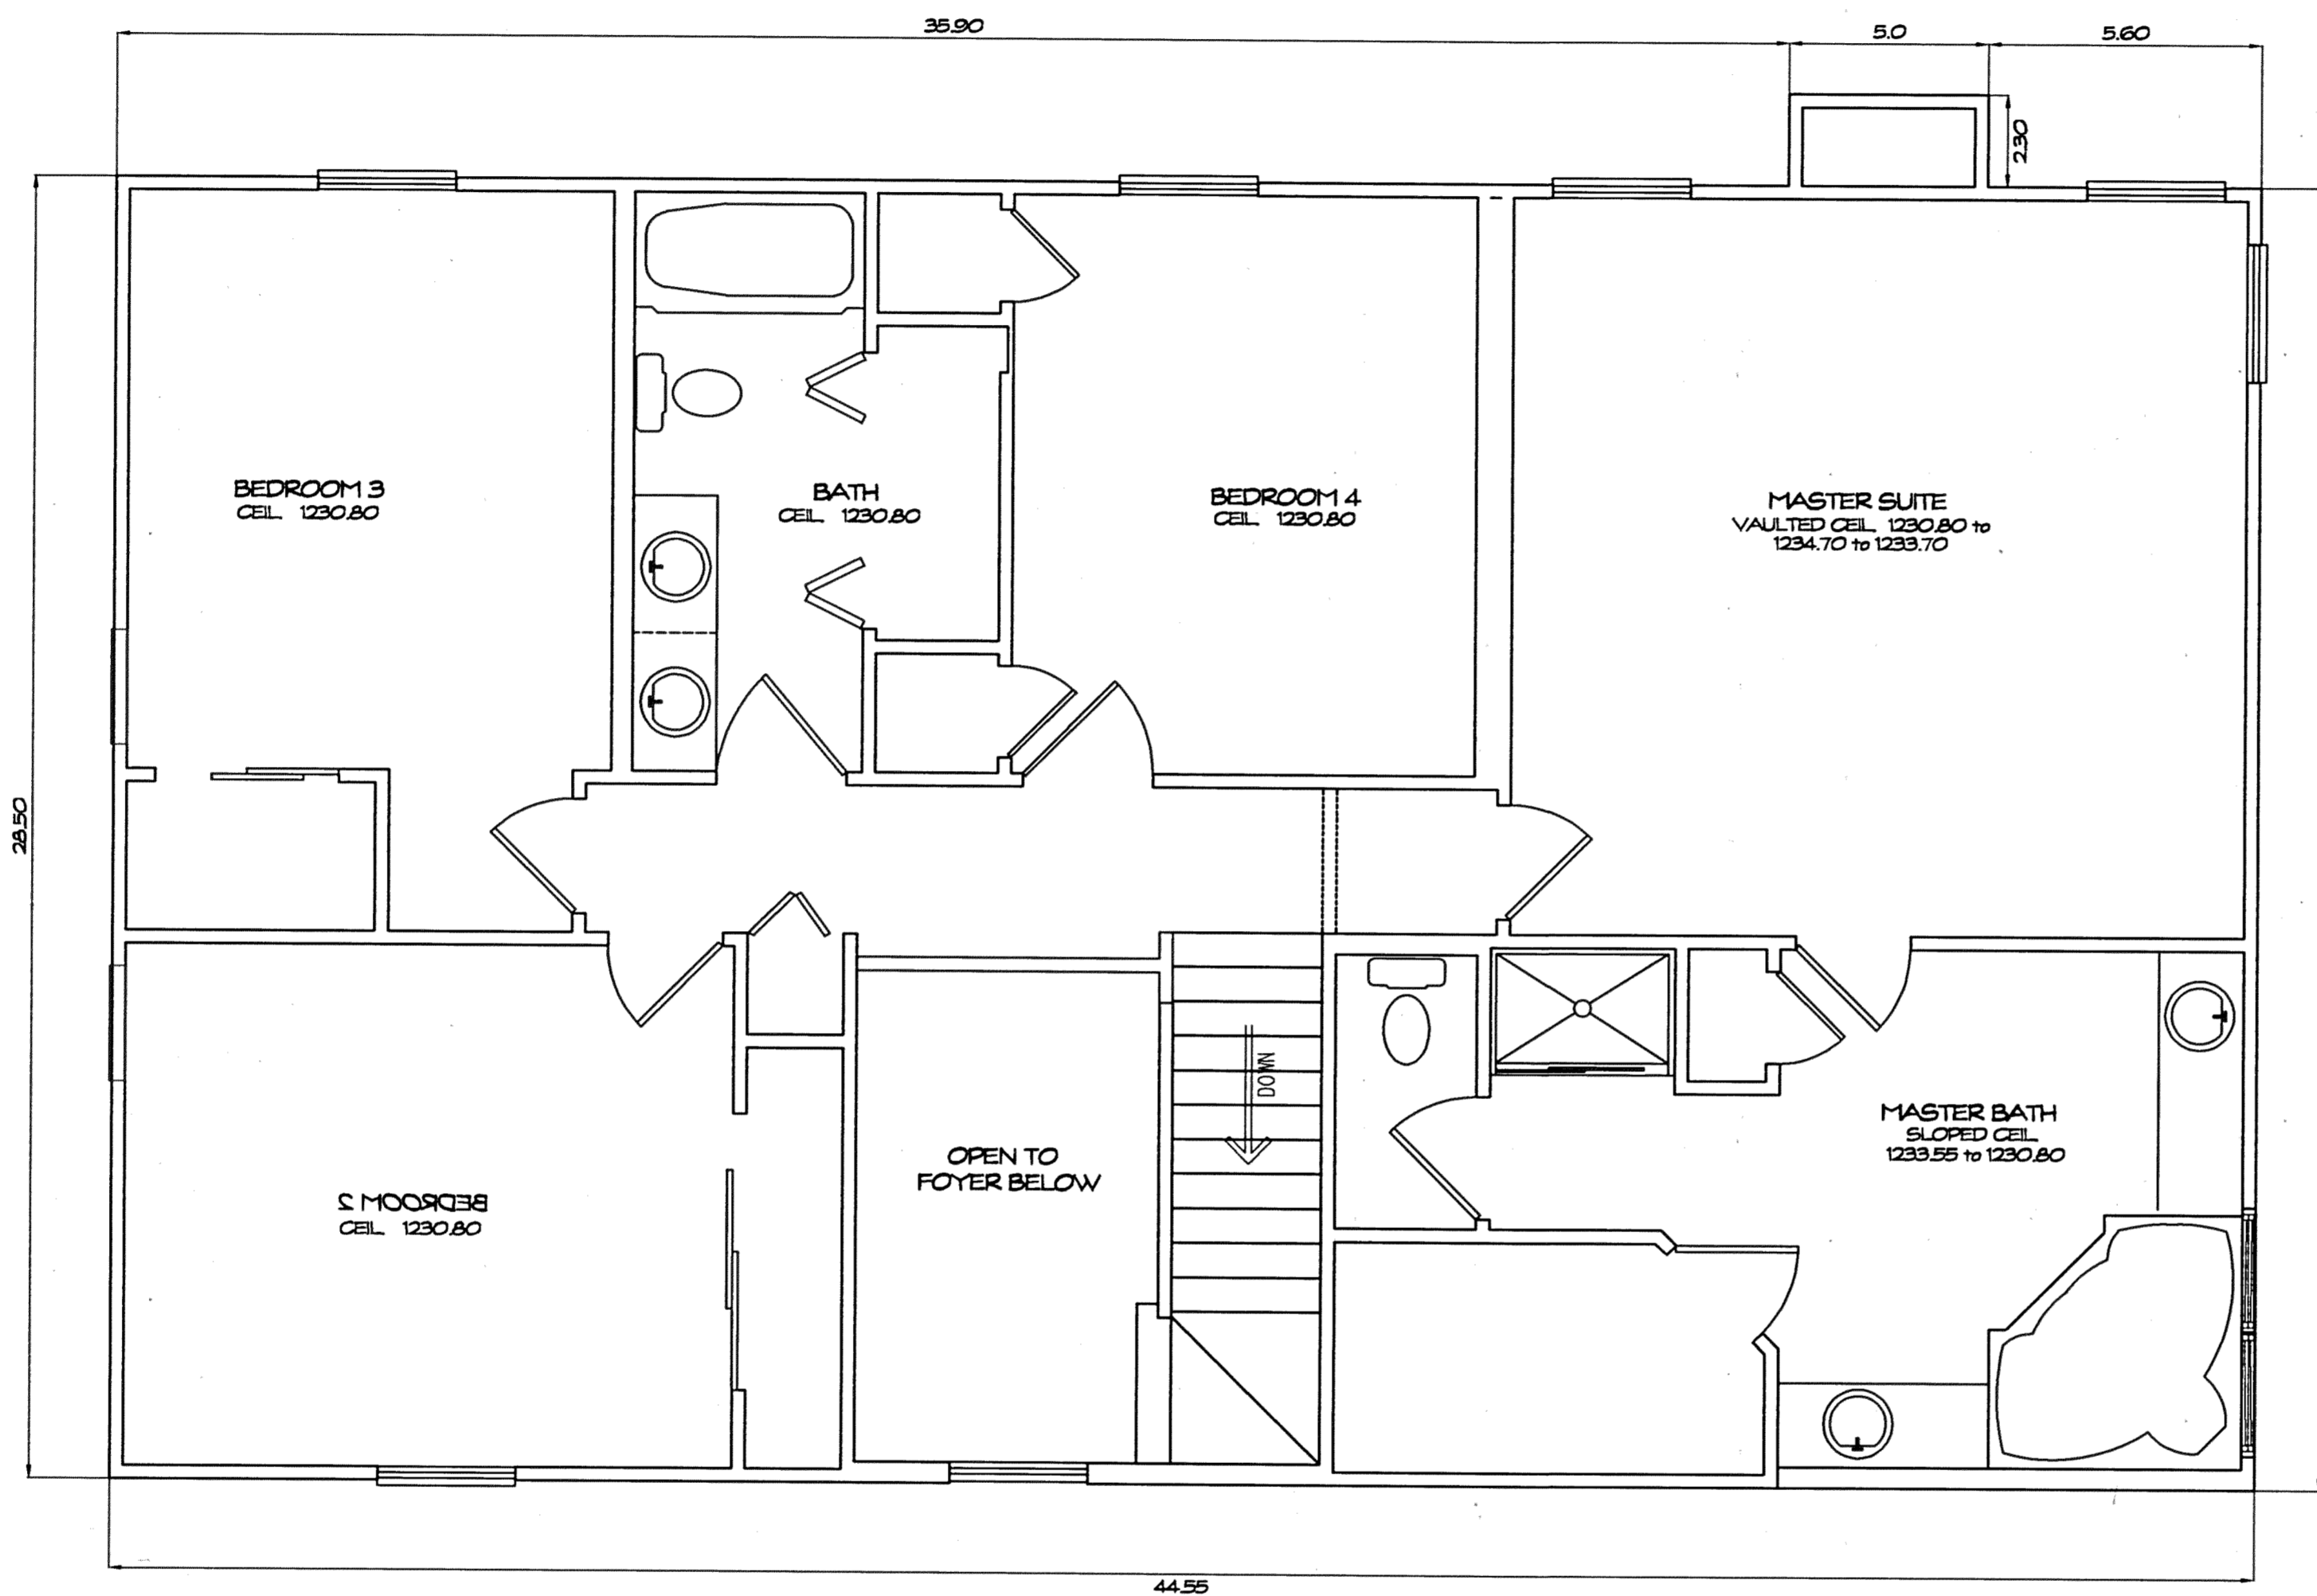 35.90
5.0
5.60
2.30
BEDROOM 3
CEIL 1230.80
BATH
CEIL 1230.80
BEDROOM 4
CEIL 1230.80
MASTER SUITE
VAULTED CEIL 1230.80 to
1234.70 to 1233.70
28.50
DOWN
MASTER BATH
SLOPED CEIL
1233.55 to 1230.80
OPEN TO
FOYER BELOW
BEDROOM 2
CEIL 1230.80
44.55